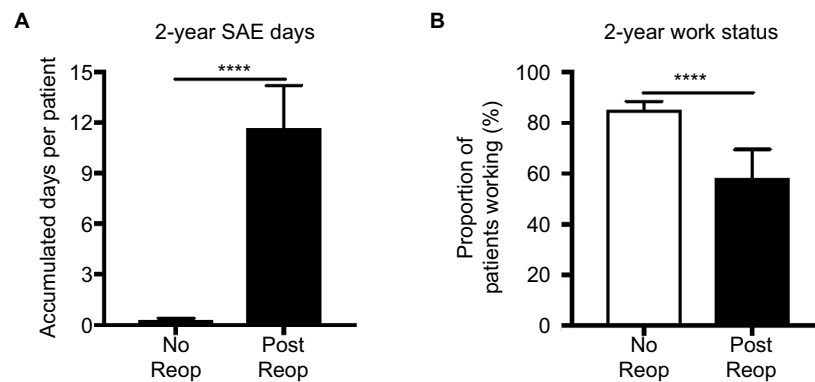 A
2-year SAE days
Accumulated days per patient
15
12
9
6
3
0
****
No
Reop
Post
Reop
B
2-year work status
Proportion of
patients working (%)
100
80
60
40
20
0
****
No
Reop
Post
Reop